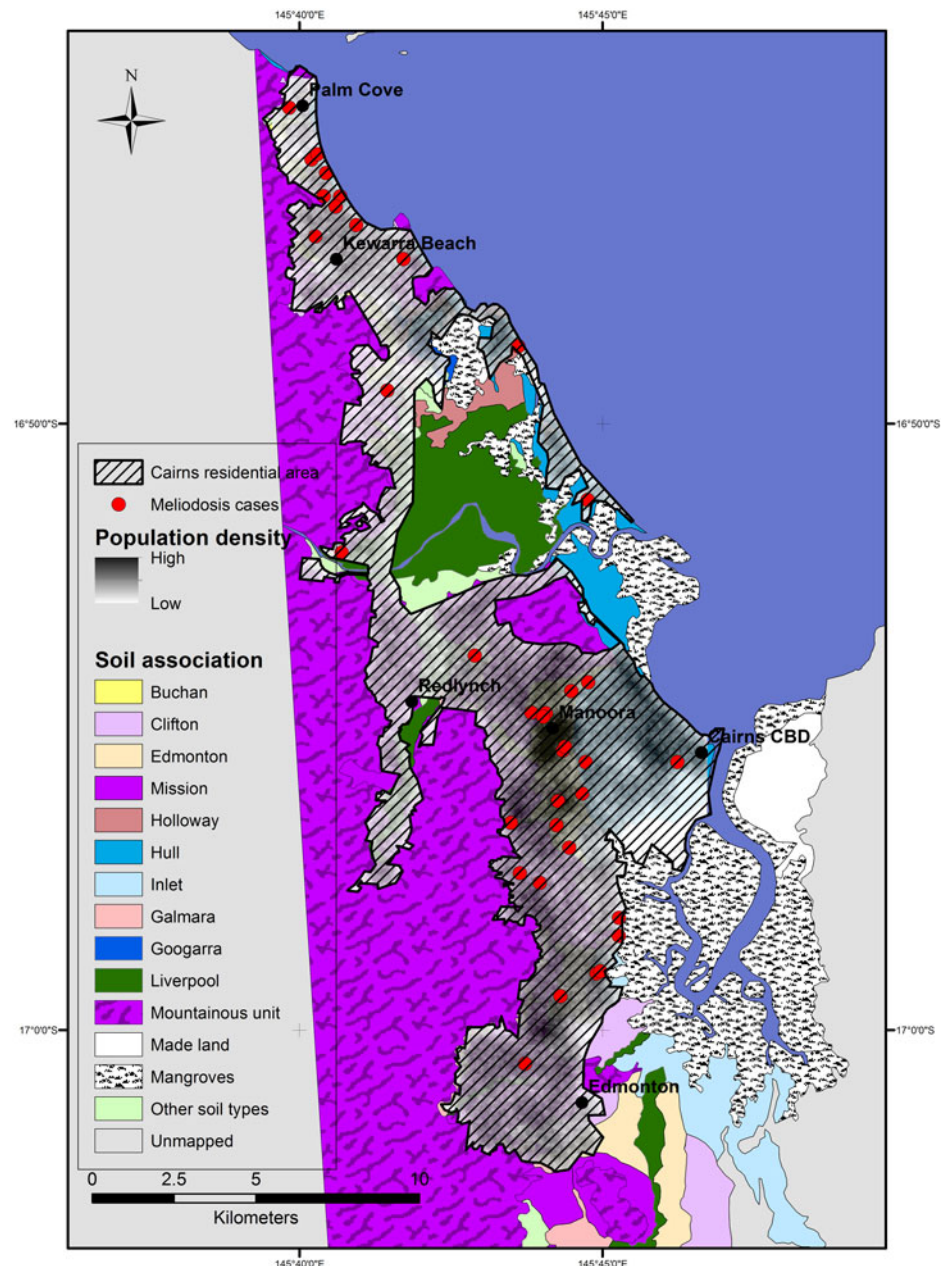 145°40'0"E
145°45'0"E
N
Palm Cove
Kewarra Beach
16°50'0"S
16°50'0"S
Cairns residential area
Meliodosis cases
Population density
High
Low
Soil association
Redlynch
Manoora
Cairns CBD
Buchan
Clifton
Edmonton
Mission
Holloway
Hull
Inlet
Galmara
Googarra
Liverpool
Mountainous unit
Made land
Mangroves
Other soil types
Unmapped
17°0'0"S
17°0'0"S
Edmonton
0 2.5 5 10
Kilometers
145°40'0"E
145°45'0"E